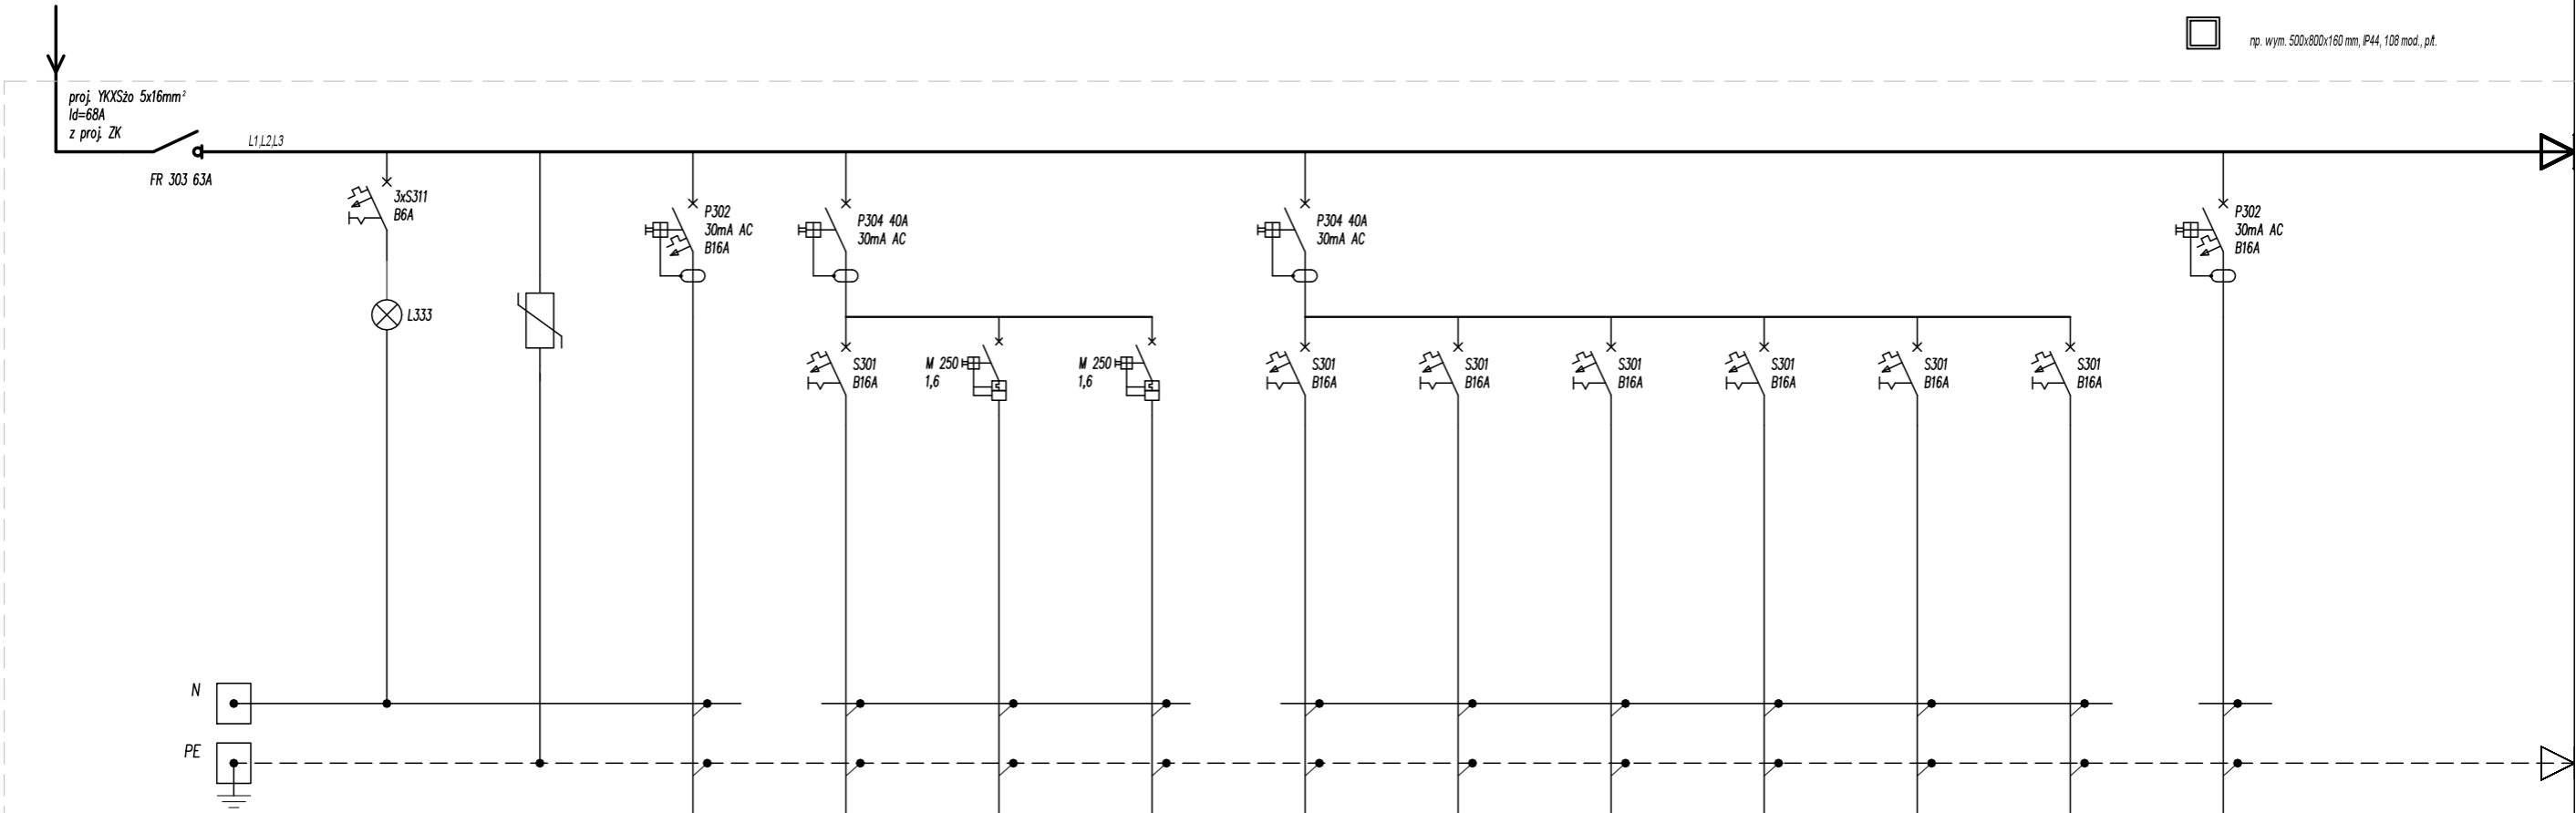 np. wym. 500x800x160 mm, IP44, 108 mod., p/t.
proj. YKXSżo 5x16mm²
Id=68A
z proj. ZK
L1,L2,L3
FR 303 63A
3xS311
B6A
L333
P302
30mA AC
B16A
P304 40A
30mA AC
P304 40A
30mA AC
P302
30mA AC
B16A
S301
B16A
M 250
1,6
M 250
1,6
S301
B16A
S301
B16A
S301
B16A
S301
B16A
S301
B16A
S301
B16A
N
PE